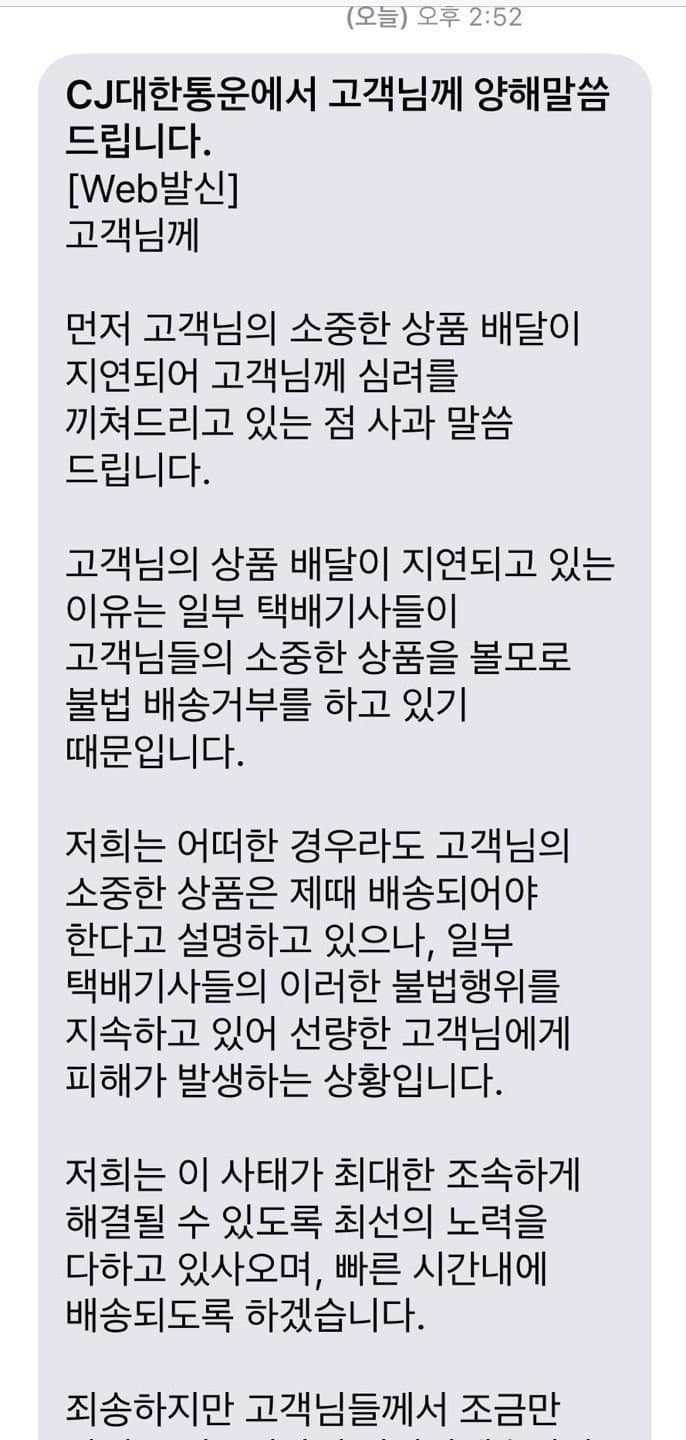 (오늘) 오후 2:52
CJ대한통운에서 고객님께 양해말씀
드립니다.
[Web발신]
고객님께
먼저 고객님의 소중한 상품 배달이
지연되어 고객님께 심려를
끼쳐드리고 있는 점 사과 말씀
드립니다.
고객님의 상품 배달이 지연되고 있는
이유는 일부 택배기사들이
고객님들의 소중한 상품을 볼모로
불법 배송거부를 하고 있기
때문입니다.
저희는 어떠한 경우라도 고객님의
소중한 상품은 제때 배송되어야
한다고 설명하고 있으나, 일부
택배기사들의 이러한 불법행위를
지속하고 있어 선량한 고객님에게
피해가 발생하는 상황입니다.
저희는 이 사태가 최대한 조속하게
해결될 수 있도록 최선의 노력을
다하고 있사오며, 빠른 시간내에
배송되도록 하겠습니다.
죄송하지만 고객님들께서 조금만